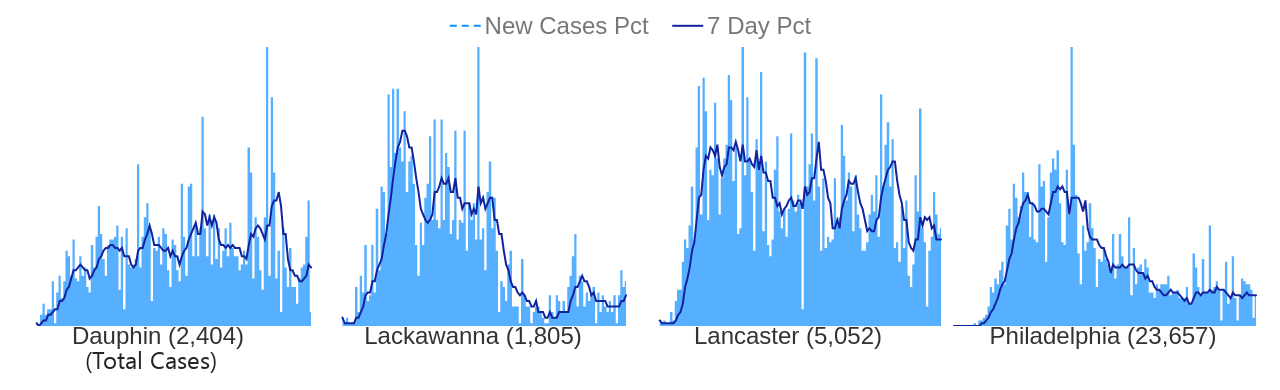 New Cases Pct 7 Day Pct
Dauphin (2,404) Lackawanna (1,805) Lancaster (5,052) Philadelphia (23,657)
(Total Cases)